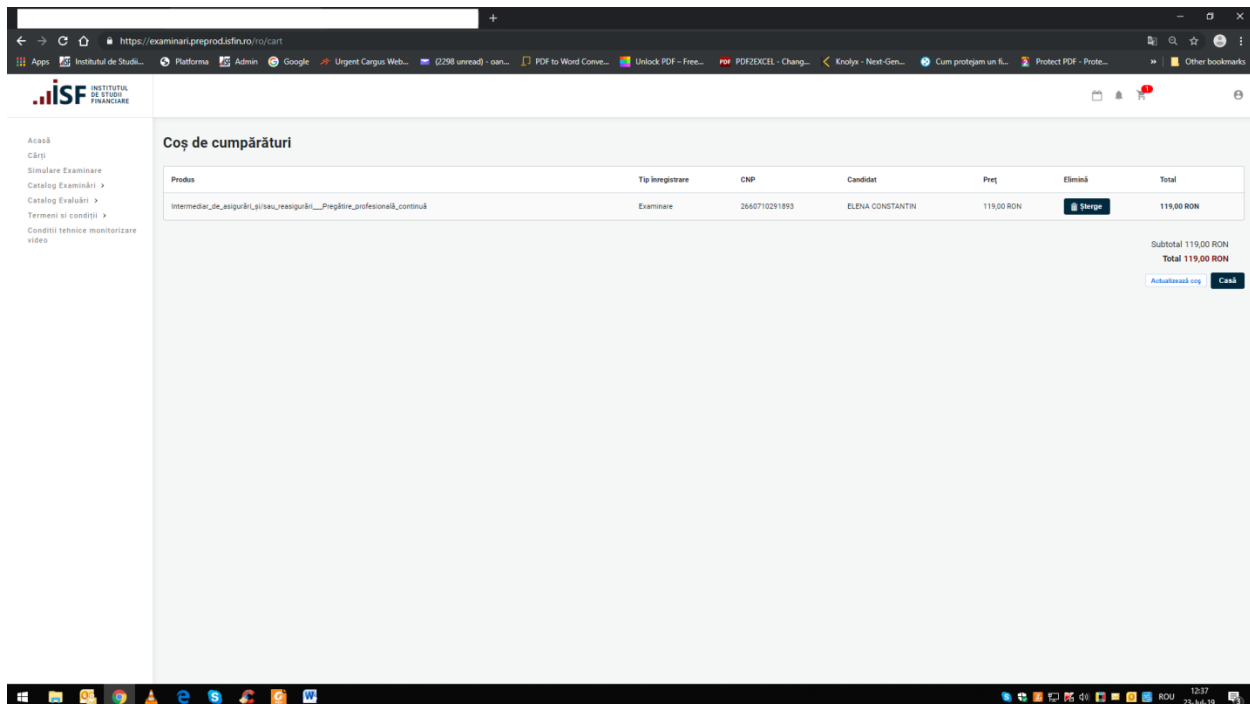 +
https://examinari.preprod.isfin.ro/ro/cart
Apps Institutul de Studii... Platforma Admin Google Urgent Cargus Web... (2298 unread) - oan... PDF to Word Conve... Unlock PDF – Free... PDF2EXCEL - Chang... Knolyx - Next-Gen... Cum protejam un fi... Protect PDF - Prote... » Other bookmarks
ISF INSTITUTUL
DE STUDII
FINANCIARE
1
Acasă
Cărți
Simulare Examinare
Catalog Examinări >
Catalog Evaluări >
Termeni si condiții >
Conditii tehnice monitorizare
video
Coș de cumpărături
Produs Tip înregistrare CNP Candidat Preț Elimină Total
Intermediar_de_asigurări_și/sau_reasigurări__Pregătire_profesională_continuă Examinare 2660710291893 ELENA CONSTANTIN 119,00 RON Șterge 119,00 RON
Subtotal 119,00 RON
Total 119,00 RON
Actualizează coș Casă
ROU 12:37
23-Jul-19